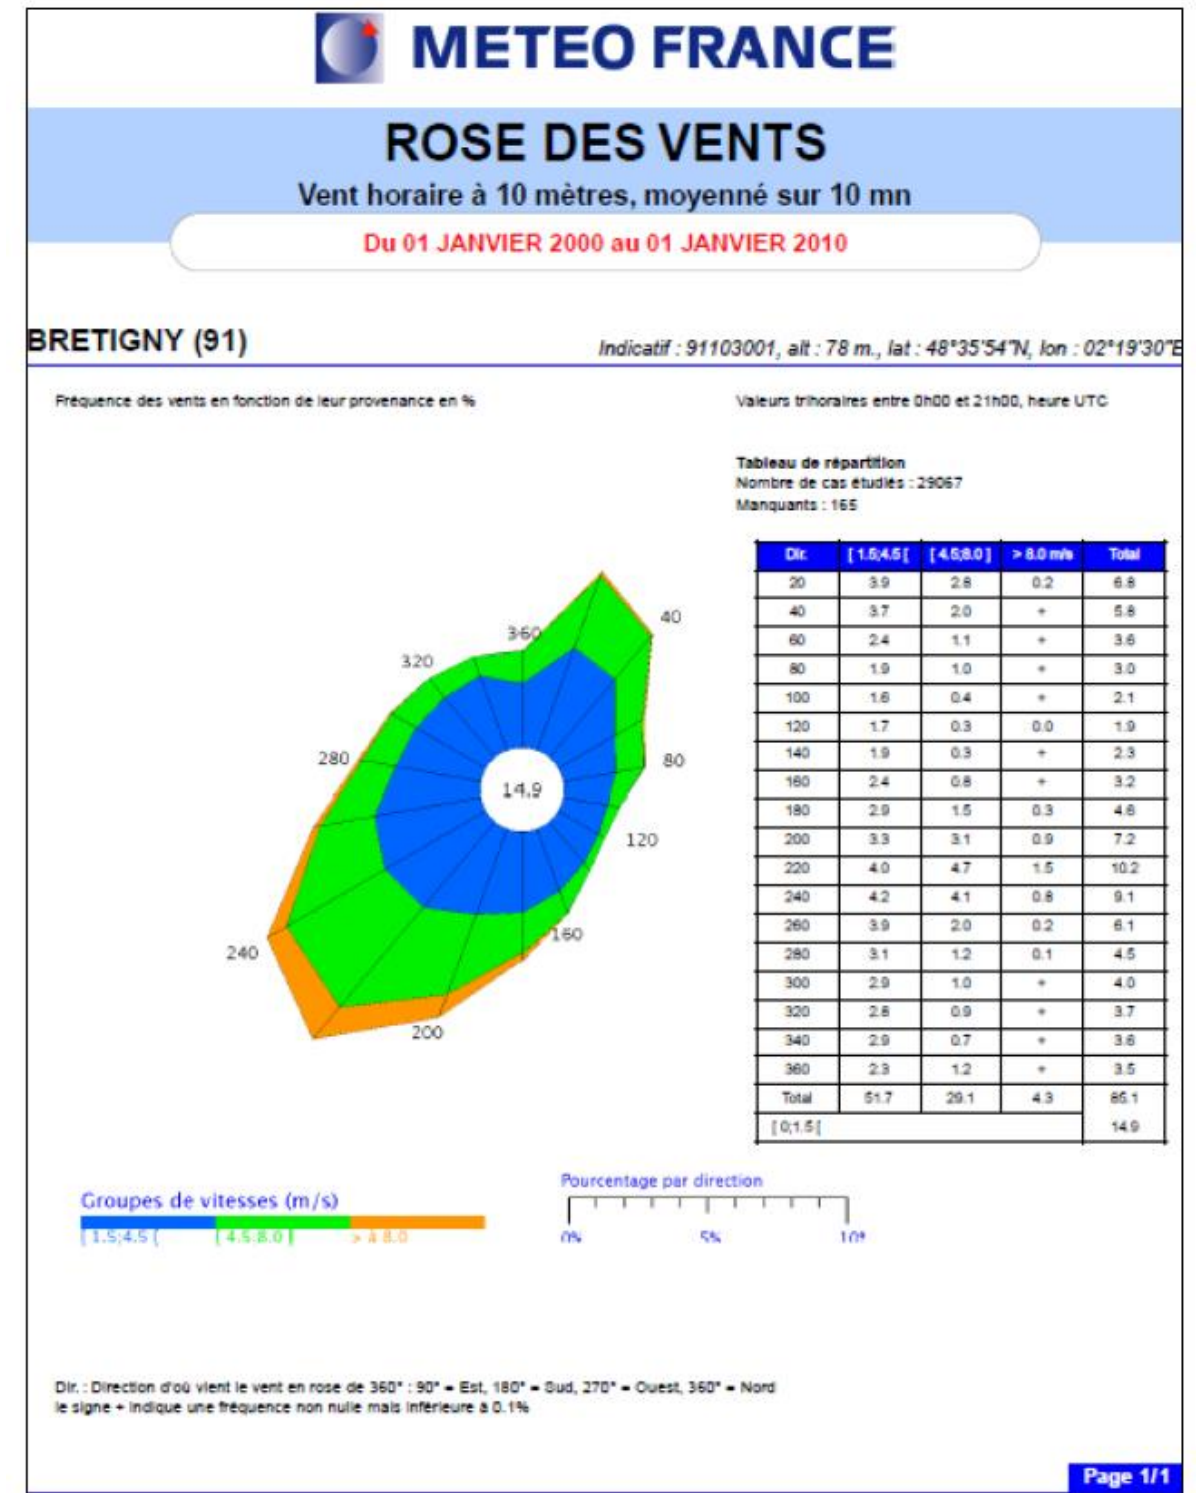 METEO FRANCE
ROSE DES VENTS
Vent horaire à 10 mètres, moyenné sur 10 mn
Du 01 JANVIER 2000 au 01 JANVIER 2010
BRETIGNY (91)
Indicatif : 91103001, alt : 78 m., lat : 48°35'54"N, lon : 02°19'30"E
Fréquence des vents en fonction de leur provenance en %
Valeurs trihoraires entre 0h00 et 21h00, heure UTC
Tableau de répartition
Nombre de cas étudiés : 29067
Manquants : 165
Dir. [ 1.5;4.5 [ [ 4.5;8.0 ] > 8.0 m/s Total
20 3.9 2.8 0.2 6.8
40 3.7 2.0 + 5.8
60 2.4 1.1 + 3.6
80 1.9 1.0 + 3.0
100 1.6 0.4 + 2.1
120 1.7 0.3 0.0 1.9
140 1.9 0.3 + 2.3
160 2.4 0.8 + 3.2
180 2.9 1.5 0.3 4.6
200 3.3 3.1 0.9 7.2
220 4.0 4.7 1.5 10.2
240 4.2 4.1 0.8 9.1
260 3.9 2.0 0.2 6.1
280 3.1 1.2 0.1 4.5
300 2.9 1.0 + 4.0
320 2.8 0.9 + 3.7
340 2.9 0.7 + 3.6
360 2.3 1.2 + 3.5
Total 51.7 29.1 4.3 85.1
[ 0;1.5 [ 14.9
360
40
320
280
80
14.9
120
160
240
200
Groupes de vitesses (m/s)
[ 1.5;4.5 [ [ 4.5;8.0 ] > à 8.0
Pourcentage par direction
0% 5% 10%
Dir. : Direction d'où vient le vent en rose de 360° : 90° = Est, 180° = Sud, 270° = Ouest, 360° = Nord
le signe + indique une fréquence non nulle mais inférieure à 0.1%
Page 1/1